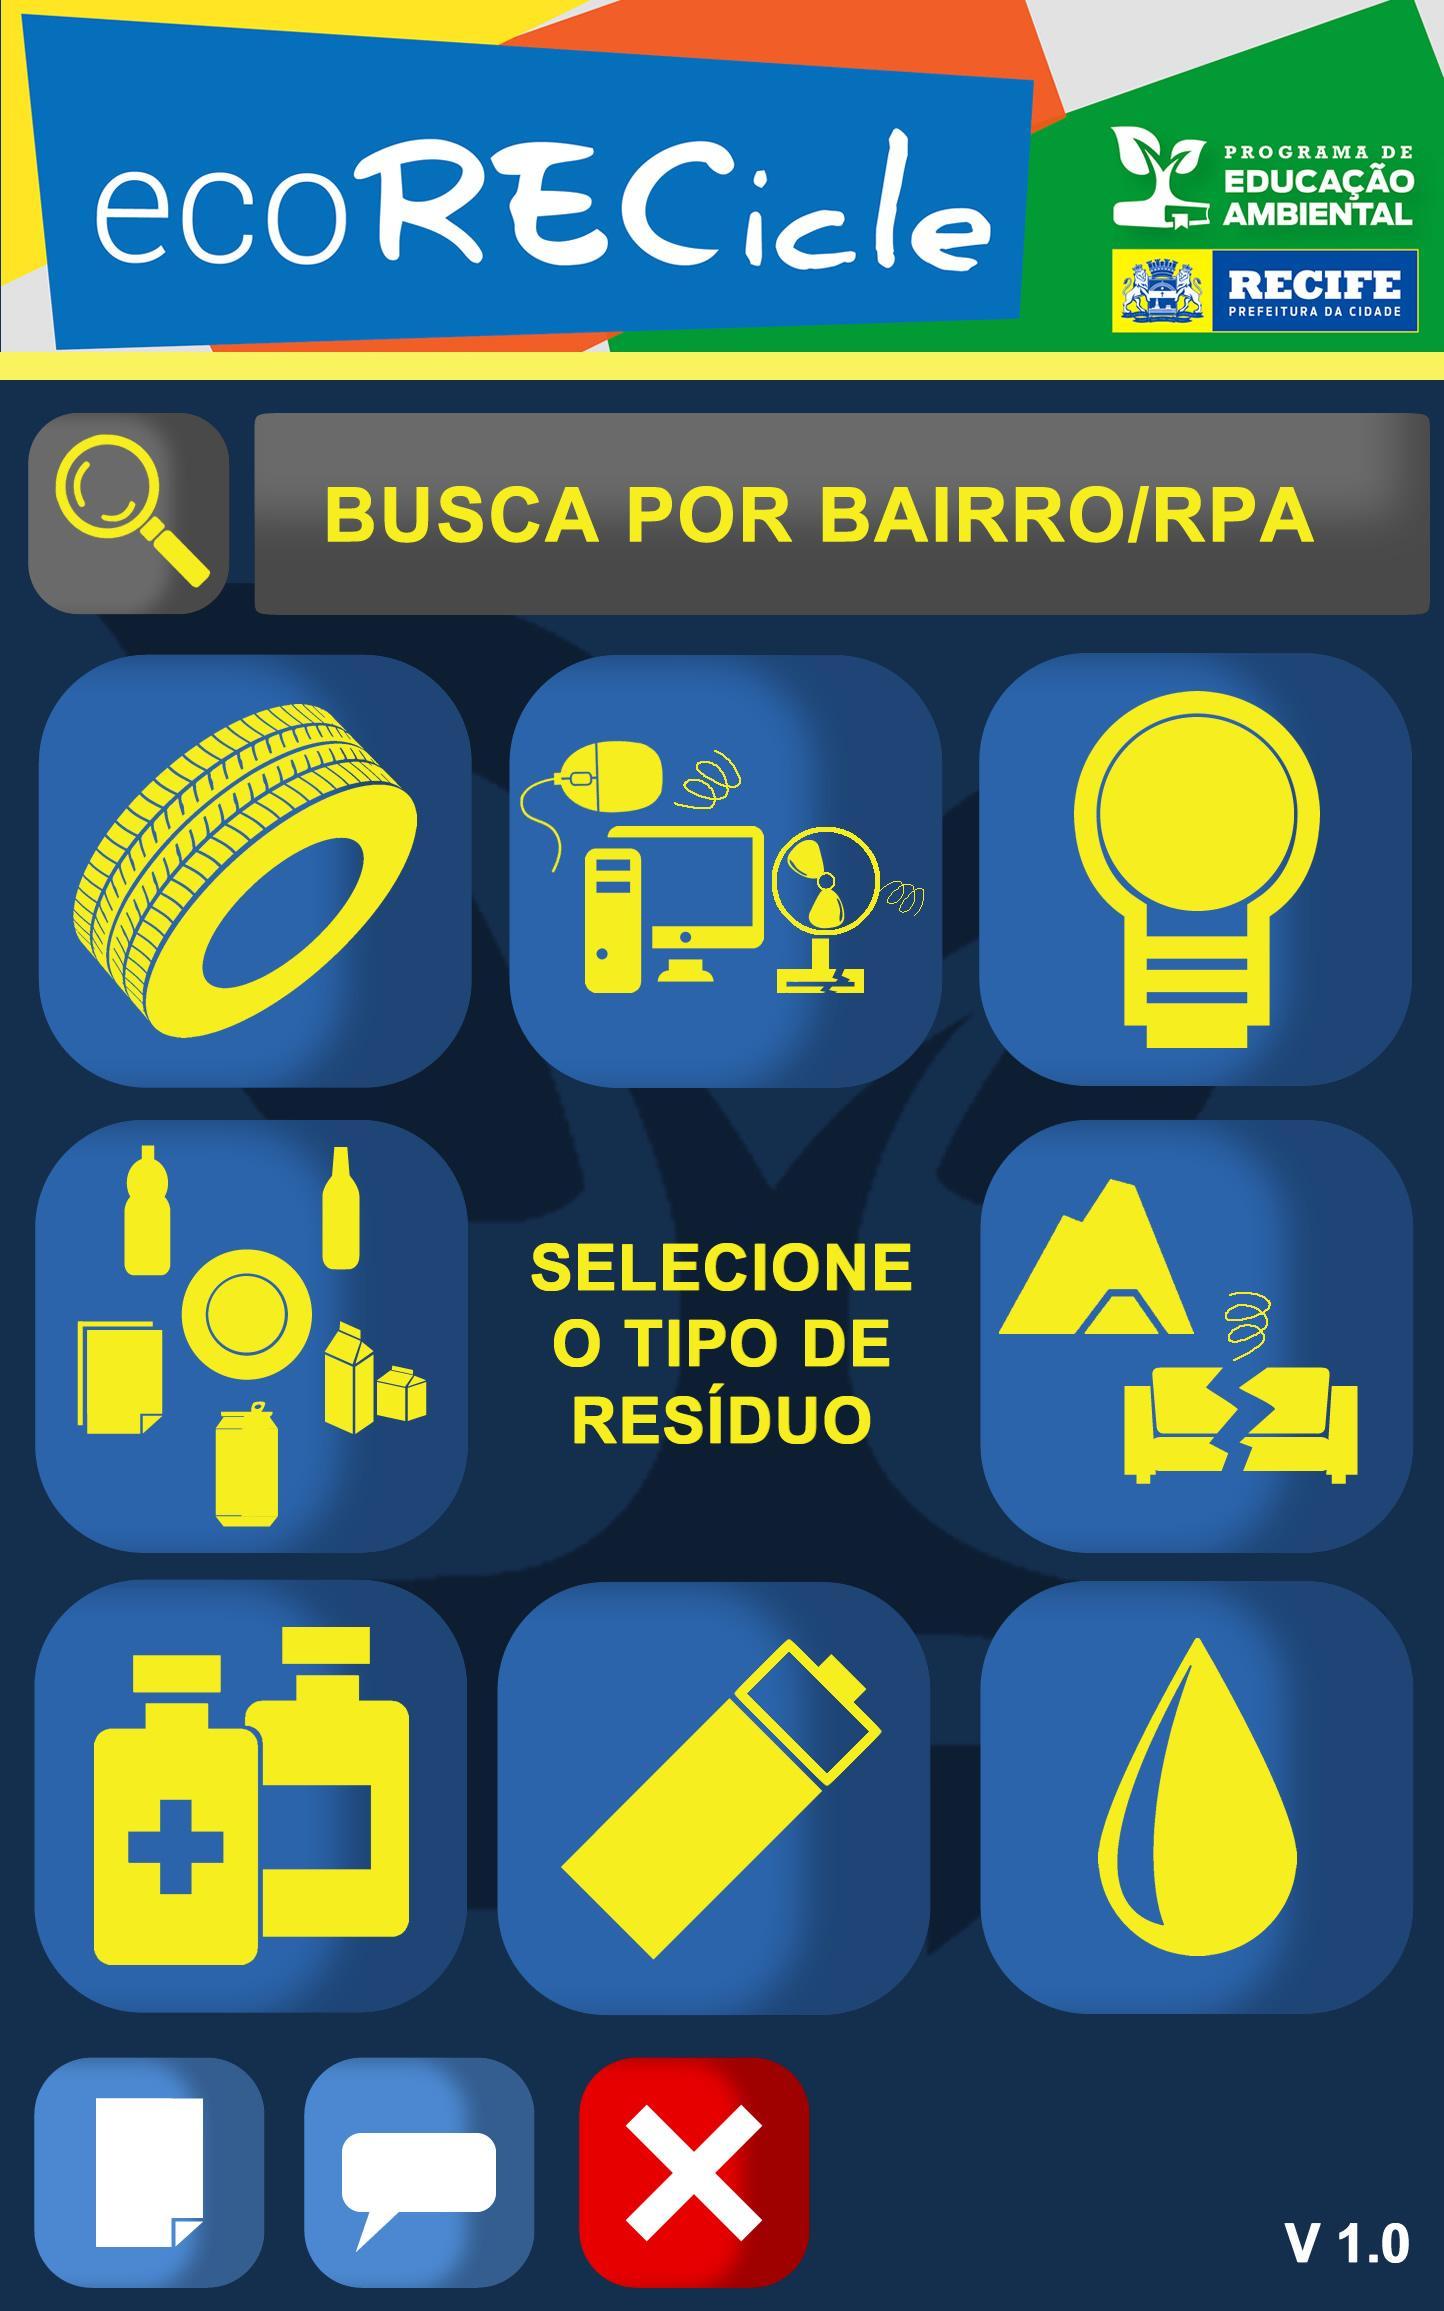 ecoRECicle
PROGRAMA DE
EDUCAÇÃO
AMBIENTAL
RECIFE
PREFEITURA DA CIDADE
BUSCA POR BAIRRO/RPA
SELECIONE
O TIPO DE
RESÍDUO
V 1.0